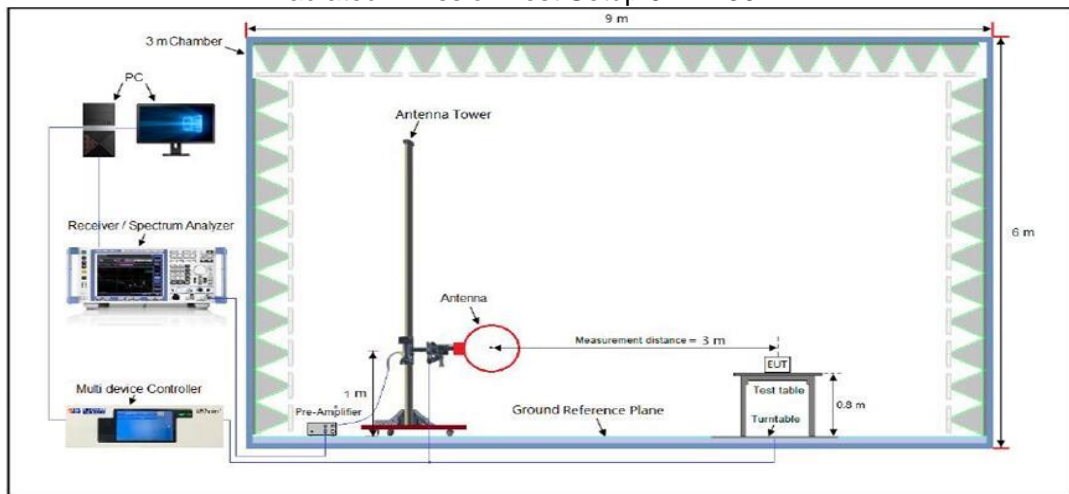 9 m
3 m Chamber
PC
Antenna Tower
Receiver / Spectrum Analyzer
6 m
Antenna
Measurement distance = 3 m
EUT
Multi device Controller
1 m
Pre-Amplifier
Test table
0.8 m
Ground Reference Plane
Turntable